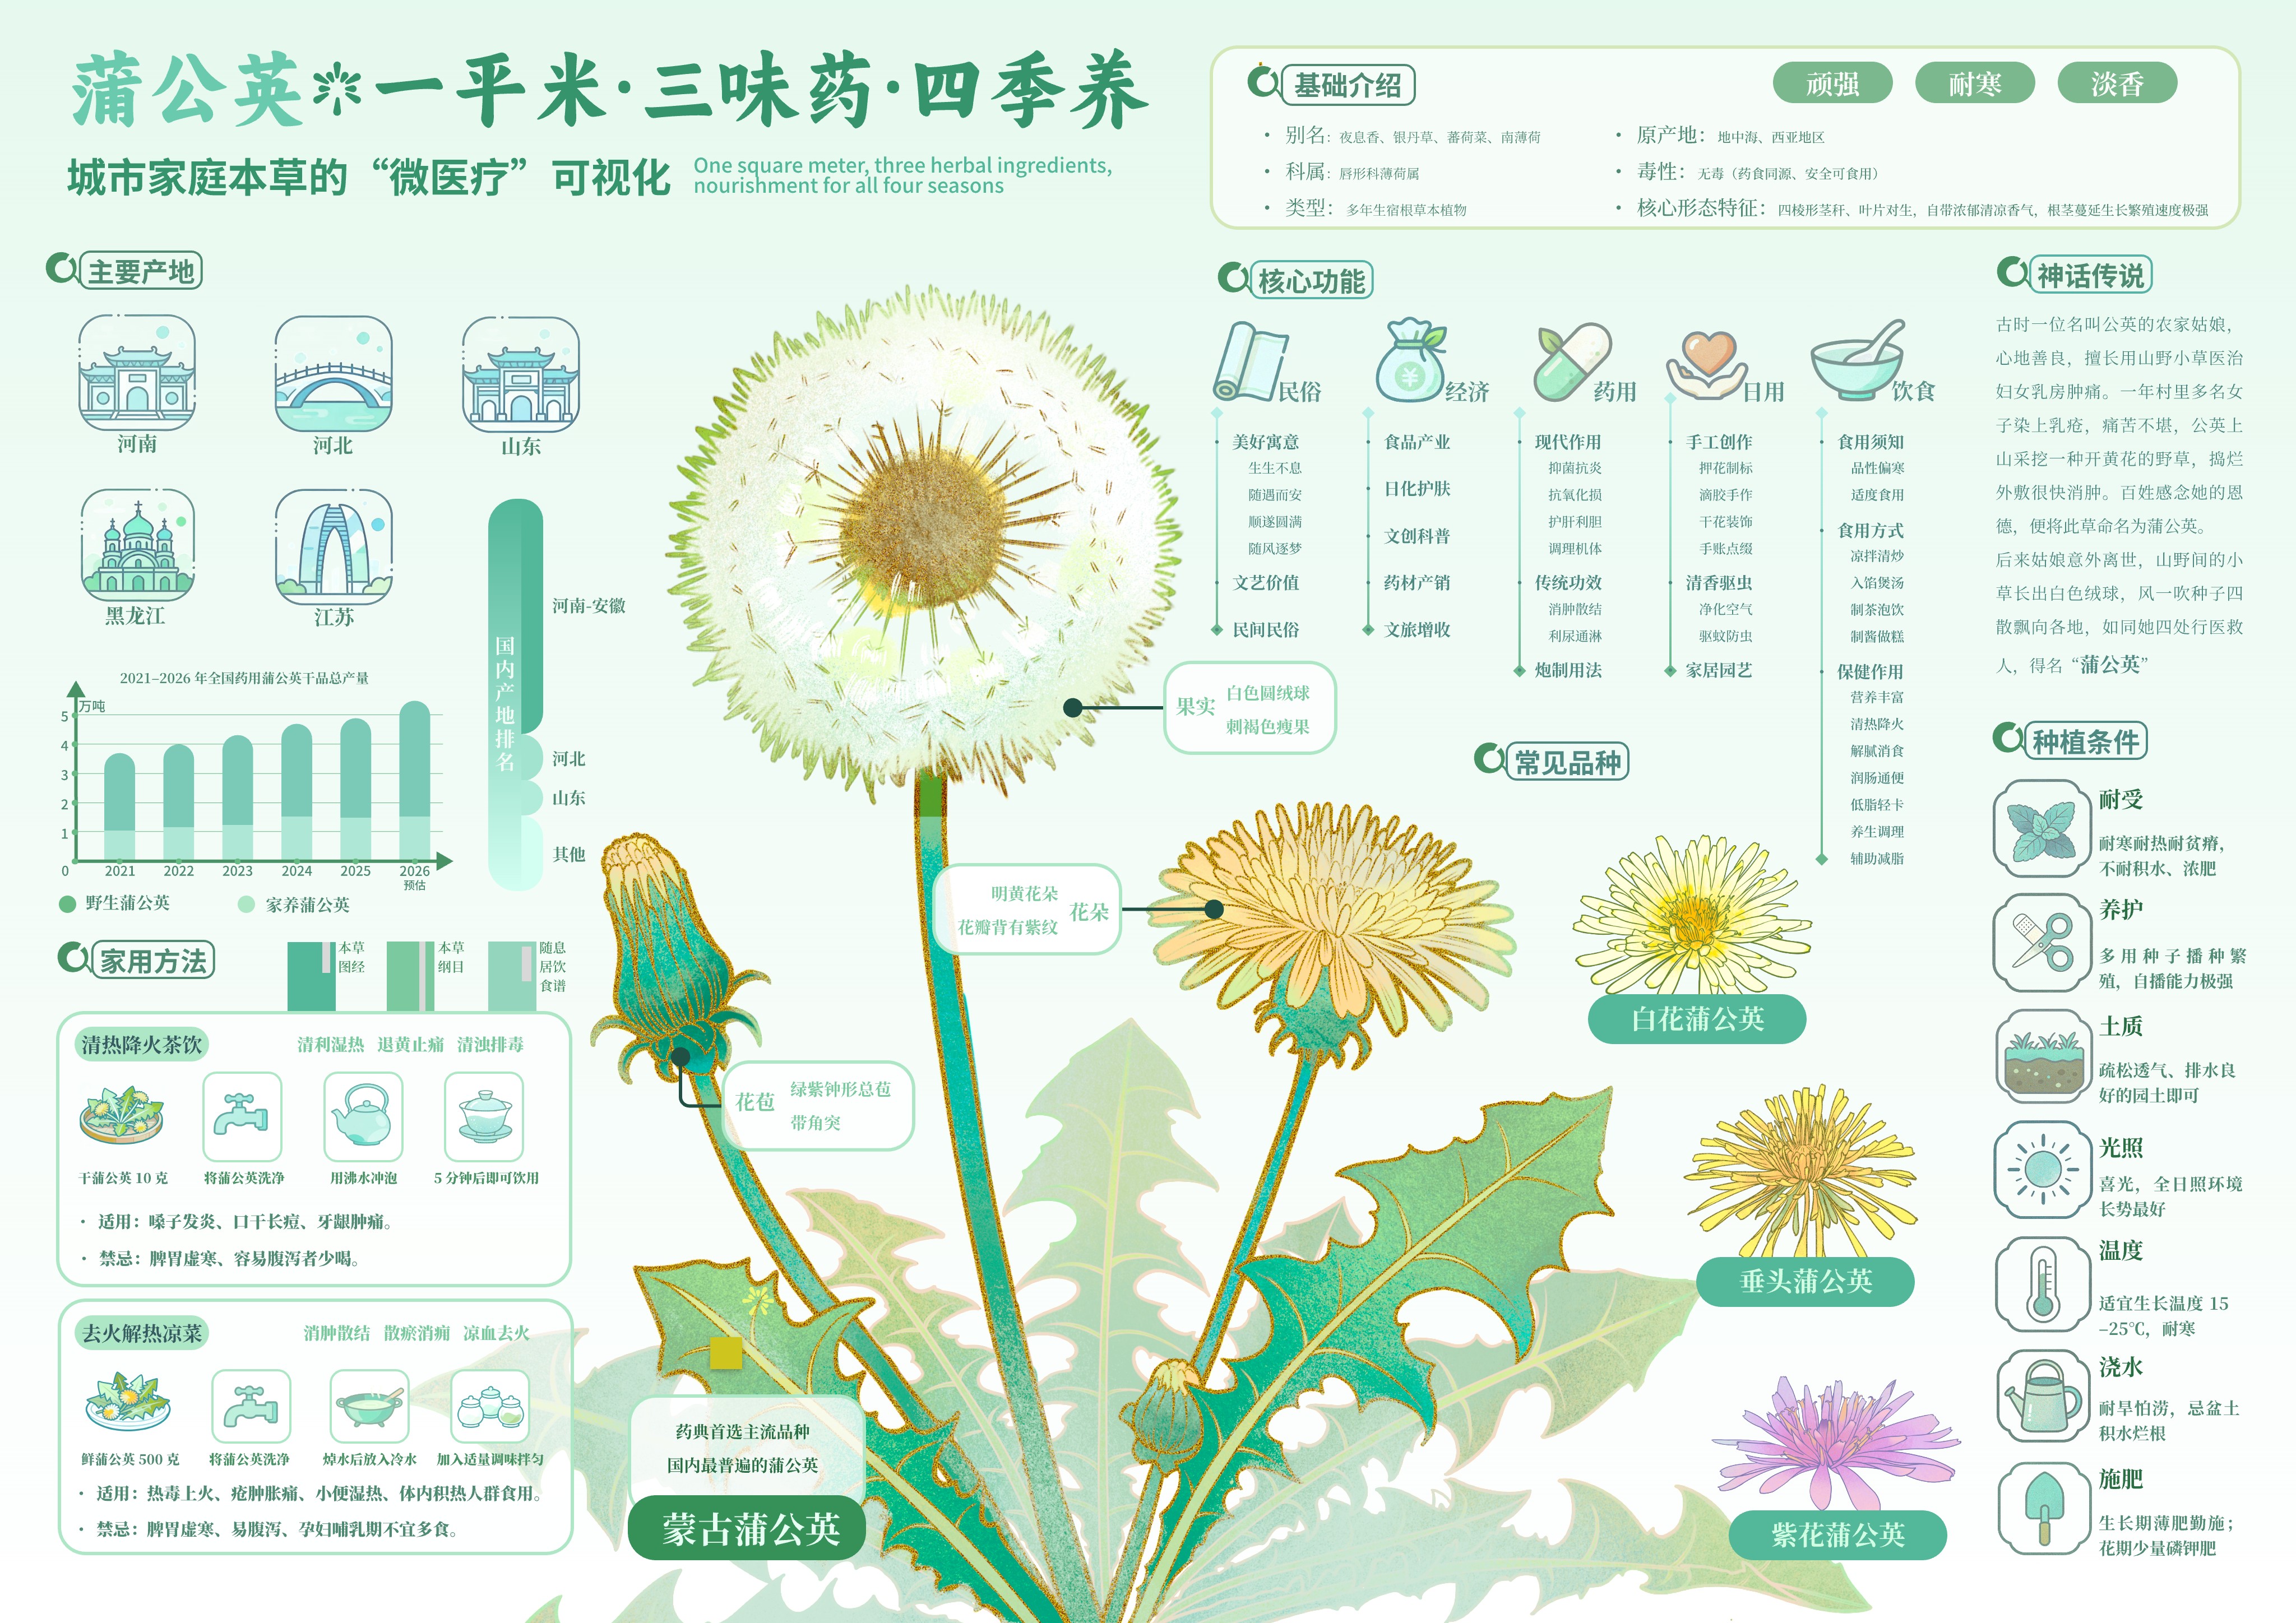 蒲公英 一平米·三味药·四季养
城市家庭本草的“微医疗”可视化
One square meter, three herbal ingredients,
nourishment for all four seasons
基础介绍
顽强
耐寒
淡香
• 别名：夜息香、银丹草、蕃荷菜、南薄荷
• 科属：唇形科薄荷属
• 类型：多年生宿根草本植物
• 原产地：地中海、西亚地区
• 毒性：无毒（药食同源、安全可食用）
• 核心形态特征：四棱形茎秆、叶片对生，自带浓郁清凉香气，根茎蔓延生长繁殖速度极强
主要产地
河南
河北
山东
黑龙江
江苏
国内产地排名
河南-安徽
河北
山东
其他
2021–2026 年全国药用蒲公英干品总产量
万吨
5
4
3
2
1
0
2021
2022
2023
2024
2025
2026
预估
野生蒲公英
家养蒲公英
家用方法
本草
图经
本草
纲目
随息
居饮
食谱
清热降火茶饮
清利湿热 退黄止痛 清浊排毒
干蒲公英 10 克
将蒲公英洗净
用沸水冲泡
5 分钟后即可饮用
• 适用：嗓子发炎、口干长痘、牙龈肿痛。
• 禁忌：脾胃虚寒、容易腹泻者少喝。
去火解热凉菜
消肿散结 散瘀消痈 凉血去火
鲜蒲公英 500 克
将蒲公英洗净
焯水后放入冷水
加入适量调味拌匀
• 适用：热毒上火、疮肿胀痛、小便湿热、体内积热人群食用。
• 禁忌：脾胃虚寒、易腹泻、孕妇哺乳期不宜多食。
果实
白色圆绒球
刺褐色瘦果
明黄花朵
花瓣背有紫纹
花朵
花苞
绿紫钟形总苞
带角突
药典首选主流品种
国内最普遍的蒲公英
蒙古蒲公英
核心功能
民俗
美好寓意
生生不息
随遇而安
顺遂圆满
随风逐梦
文艺价值
民间民俗
经济
食品产业
日化护肤
文创科普
药材产销
文旅增收
药用
现代作用
抑菌抗炎
抗氧化损
护肝利胆
调理机体
传统功效
消肿散结
利尿通淋
炮制用法
日用
手工创作
押花制标
滴胶手作
干花装饰
手账点缀
清香驱虫
净化空气
驱蚊防虫
家居园艺
饮食
食用须知
品性偏寒
适度食用
食用方式
凉拌清炒
入馅煲汤
制茶泡饮
制酱做糕
保健作用
营养丰富
清热降火
解腻消食
润肠通便
低脂轻卡
养生调理
辅助减脂
常见品种
白花蒲公英
垂头蒲公英
紫花蒲公英
神话传说
古时一位名叫公英的农家姑娘，
心地善良，擅长用山野小草医治
妇女乳房肿痛。一年村里多名女
子染上乳疮，痛苦不堪，公英上
山采挖一种开黄花的野草，捣烂
外敷很快消肿。百姓感念她的恩
德，便将此草命名为蒲公英。
后来姑娘意外离世，山野间的小
草长出白色绒球，风一吹种子四
散飘向各地，如同她四处行医救
人，得名“蒲公英”
种植条件
耐受
耐寒耐热耐贫瘠，
不耐积水、浓肥
养护
多用种子播种繁
殖，自播能力极强
土质
疏松透气、排水良
好的园土即可
光照
喜光，全日照环境
长势最好
温度
适宜生长温度 15
–25℃，耐寒
浇水
耐旱怕涝，忌盆土
积水烂根
施肥
生长期薄肥勤施；
花期少量磷钾肥